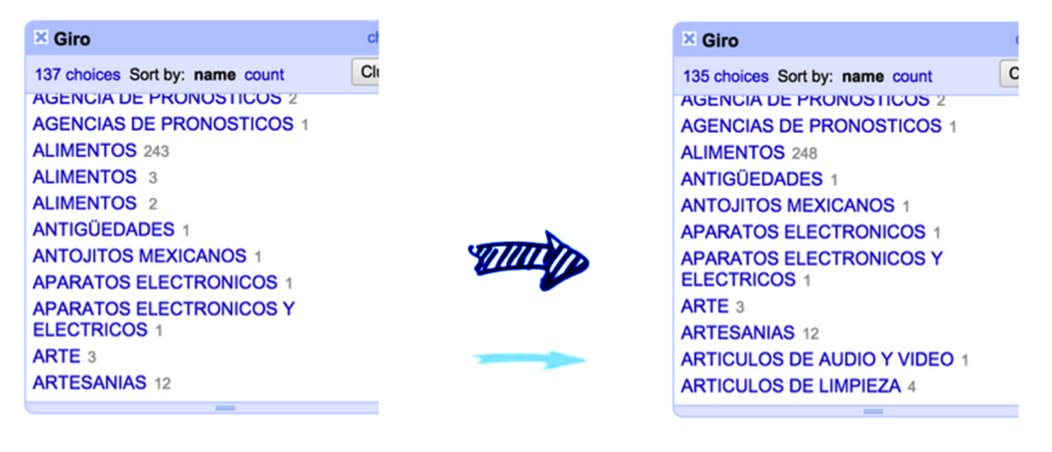 Giro
137 choices Sort by: name count
AGENCIA DE PRONOSTICOS 2
AGENCIAS DE PRONOSTICOS 1
ALIMENTOS 243
ALIMENTOS 3
ALIMENTOS 2
ANTIGÜEDADES 1
ANTOJITOS MEXICANOS 1
APARATOS ELECTRONICOS 1
APARATOS ELECTRONICOS Y
ELECTRICOS 1
ARTE 3
ARTESANIAS 12
Giro
135 choices Sort by: name count
AGENCIA DE PRONOSTICOS 2
AGENCIAS DE PRONOSTICOS 1
ALIMENTOS 248
ANTIGÜEDADES 1
ANTOJITOS MEXICANOS 1
APARATOS ELECTRONICOS 1
APARATOS ELECTRONICOS Y
ELECTRICOS 1
ARTE 3
ARTESANIAS 12
ARTICULOS DE AUDIO Y VIDEO 1
ARTICULOS DE LIMPIEZA 4